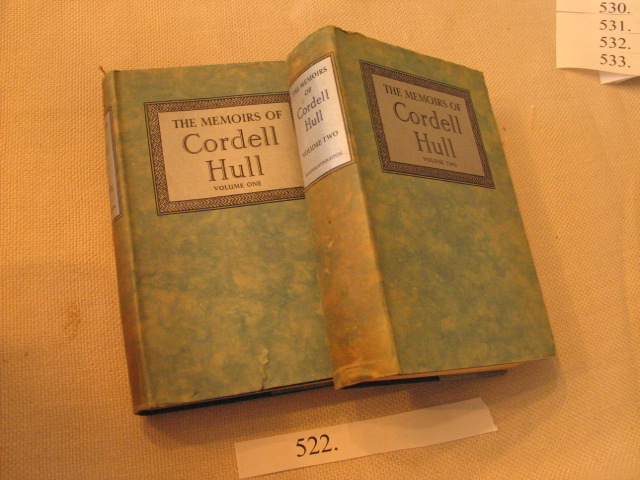 THE MEMOIRS OF
Cordell
Hull
VOLUME ONE
THE MEMOIRS
OF
Cordell
Hull
VOLUME TWO
THE MEMOIRS OF
Cordell
Hull
VOLUME TWO
530.
531.
532.
533.
522.